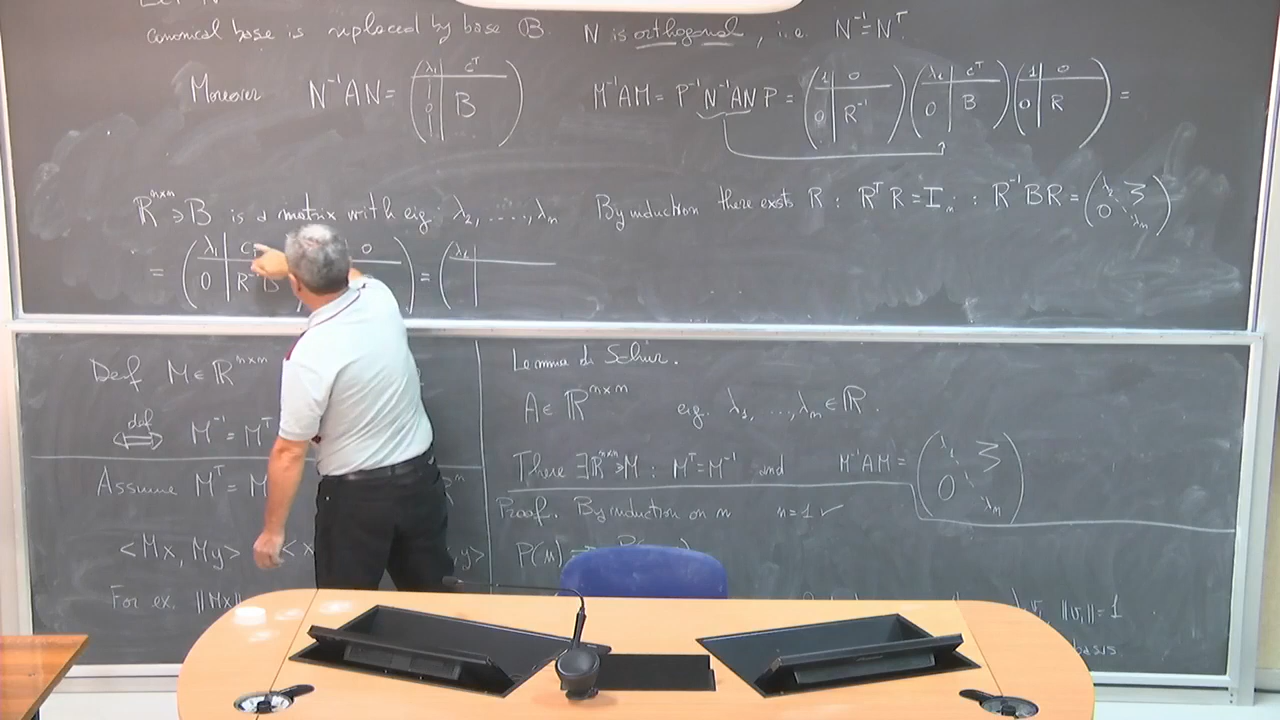 canonical base is replaced by base B. N is orthogonal, i.e. N⁻¹=Nᵀ.
Moreover N⁻¹AN= (λ₁ | cᵀ ; 0 | B) M⁻¹AM = P⁻¹N⁻¹AN P = (1 | 0 ; 0 | R⁻¹) (λ₁ | cᵀ ; 0 | B) (1 | 0 ; 0 | R) =
ℝⁿˣⁿ ∋ B is a matrix with eig. λ₂, ...., λₙ By induction there exists R : RᵀR = Iₙ : R⁻¹BR = (λ₂ Σ ; 0 λₙ)
= (λ₁ | cᵀ ; 0 | R⁻¹B) 0) = (λ₁ |
Def M ∈ ℝⁿˣⁿ
⟺ def M⁻¹ = Mᵀ
Assume Mᵀ = M
<Mx, My> <x y>
For ex. ||Mx||
Lemma di Schur.
A ∈ ℝⁿˣⁿ eig. λ₁, ..., λₙ ∈ ℝ.
There ∃ ℝⁿˣⁿ ∋ M : Mᵀ = M⁻¹ and M⁻¹AM = (λ₁ Σ ; 0 λₙ)
Proof. By induction on n n=1 ✓
P(n)
||v₁|| = 1
basis